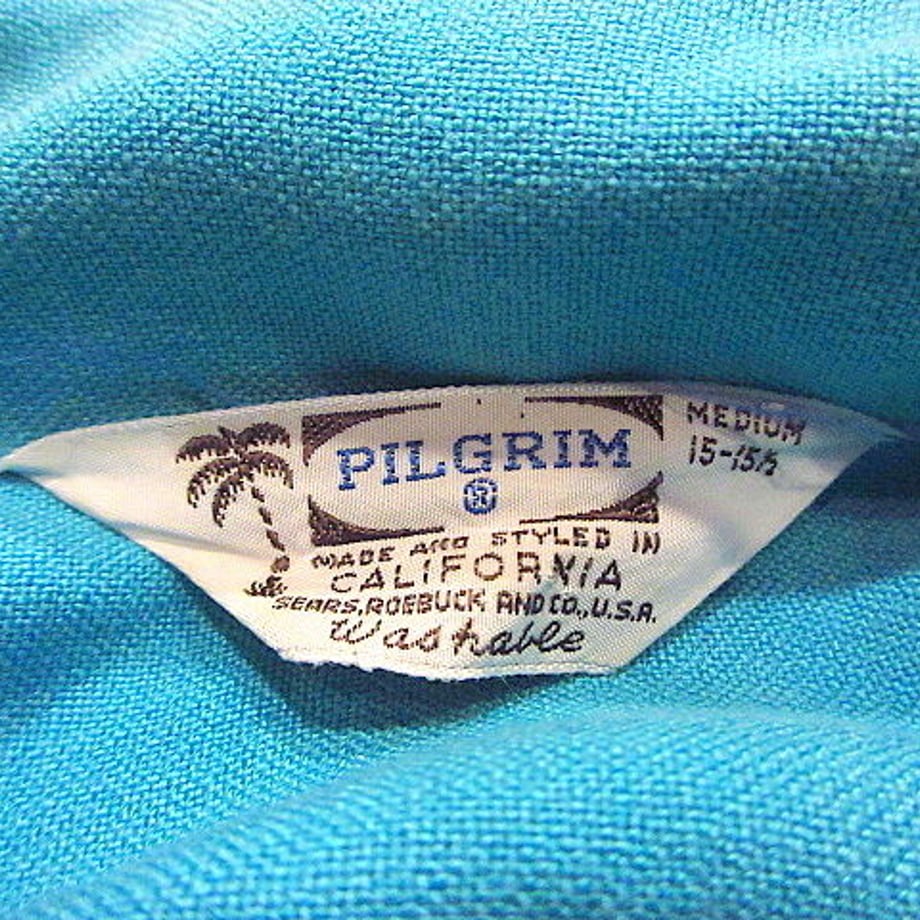 PILGRIM
®
MEDIUM
15-15½
MADE AND STYLED IN
CALIFORNIA
SEARS, ROEBUCK AND CO., U.S.A.
Washable